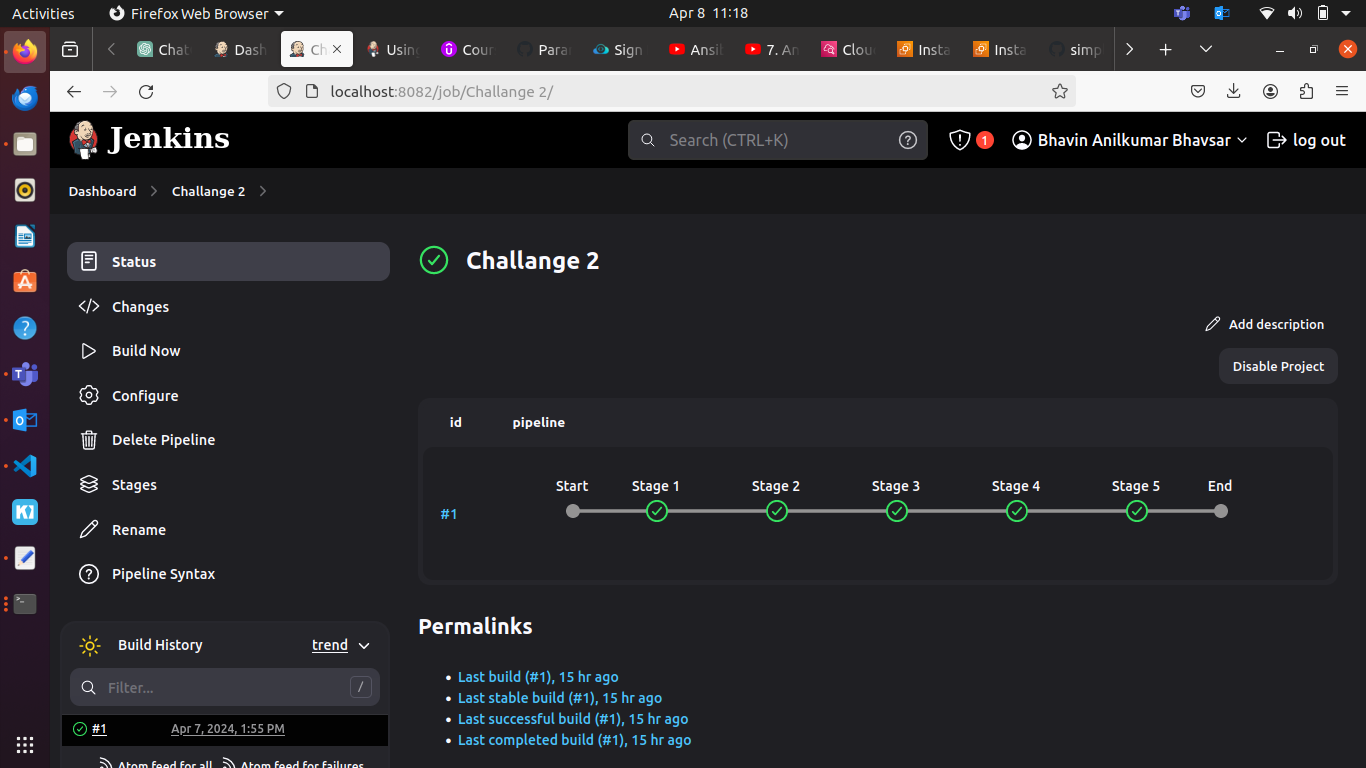 Activities Firefox Web Browser Apr 8 11:18
Chat Dash Ch Using Cour Para Sign Ansib 7. An Clou Insta Insta simp
localhost:8082/job/Challange 2/
Jenkins Search (CTRL+K) 1 Bhavin Anilkumar Bhavsar log out
Dashboard Challange 2
Status
Changes
Build Now
Configure
Delete Pipeline
Stages
Rename
Pipeline Syntax
Build History trend
Filter... /
#1 Apr 7, 2024, 1:55 PM
Atom feed for all Atom feed for failures
Challange 2
Add description
Disable Project
id pipeline
Start Stage 1 Stage 2 Stage 3 Stage 4 Stage 5 End
#1
Permalinks
Last build (#1), 15 hr ago
Last stable build (#1), 15 hr ago
Last successful build (#1), 15 hr ago
Last completed build (#1), 15 hr ago